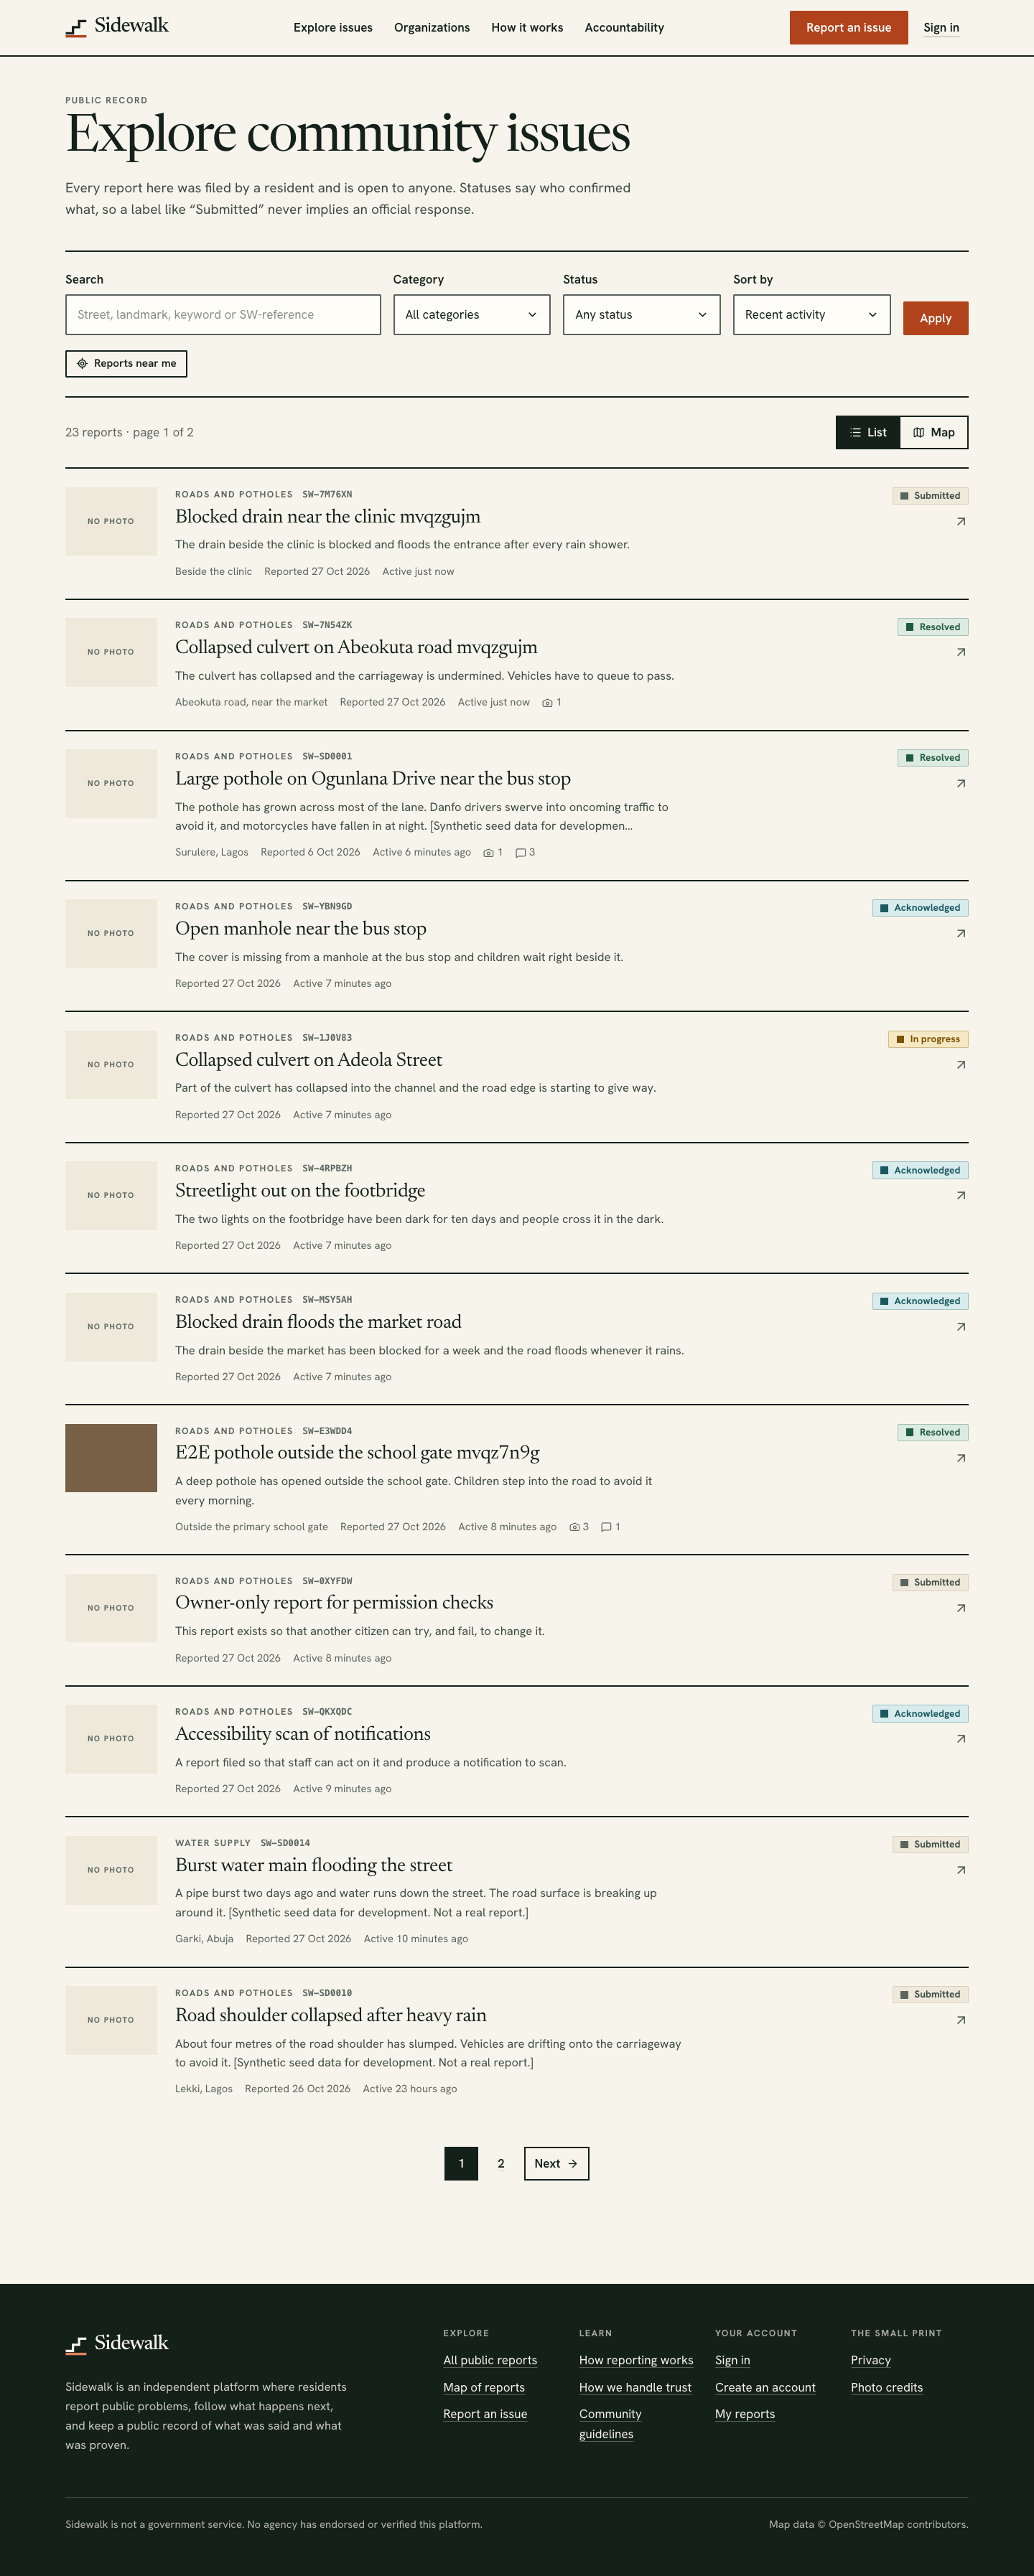 Sidewalk
Explore issues Organizations How it works Accountability
Report an issue Sign in
PUBLIC RECORD
Explore community issues
Every report here was filed by a resident and is open to anyone. Statuses say who confirmed
what, so a label like “Submitted” never implies an official response.
Search Category Status Sort by
Street, landmark, keyword or SW-reference All categories Any status Recent activity Apply
Reports near me
23 reports · page 1 of 2
List Map
NO PHOTO
ROADS AND POTHOLES SW-7M76XN
Submitted
Blocked drain near the clinic mvqzgujm
The drain beside the clinic is blocked and floods the entrance after every rain shower.
Beside the clinic Reported 27 Oct 2026 Active just now
NO PHOTO
ROADS AND POTHOLES SW-7N54ZK
Resolved
Collapsed culvert on Abeokuta road mvqzgujm
The culvert has collapsed and the carriageway is undermined. Vehicles have to queue to pass.
Abeokuta road, near the market Reported 27 Oct 2026 Active just now 1
NO PHOTO
ROADS AND POTHOLES SW-SD0001
Resolved
Large pothole on Ogunlana Drive near the bus stop
The pothole has grown across most of the lane. Danfo drivers swerve into oncoming traffic to
avoid it, and motorcycles have fallen in at night. [Synthetic seed data for developmen…
Surulere, Lagos Reported 6 Oct 2026 Active 6 minutes ago 1 3
NO PHOTO
ROADS AND POTHOLES SW-YBN9GD
Acknowledged
Open manhole near the bus stop
The cover is missing from a manhole at the bus stop and children wait right beside it.
Reported 27 Oct 2026 Active 7 minutes ago
NO PHOTO
ROADS AND POTHOLES SW-1J0V83
In progress
Collapsed culvert on Adeola Street
Part of the culvert has collapsed into the channel and the road edge is starting to give way.
Reported 27 Oct 2026 Active 7 minutes ago
NO PHOTO
ROADS AND POTHOLES SW-4RPBZH
Acknowledged
Streetlight out on the footbridge
The two lights on the footbridge have been dark for ten days and people cross it in the dark.
Reported 27 Oct 2026 Active 7 minutes ago
NO PHOTO
ROADS AND POTHOLES SW-MSY5AH
Acknowledged
Blocked drain floods the market road
The drain beside the market has been blocked for a week and the road floods whenever it rains.
Reported 27 Oct 2026 Active 7 minutes ago
ROADS AND POTHOLES SW-E3WDD4
Resolved
E2E pothole outside the school gate mvqz7n9g
A deep pothole has opened outside the school gate. Children step into the road to avoid it
every morning.
Outside the primary school gate Reported 27 Oct 2026 Active 8 minutes ago 3 1
NO PHOTO
ROADS AND POTHOLES SW-0XYFDW
Submitted
Owner-only report for permission checks
This report exists so that another citizen can try, and fail, to change it.
Reported 27 Oct 2026 Active 8 minutes ago
NO PHOTO
ROADS AND POTHOLES SW-QKXQDC
Acknowledged
Accessibility scan of notifications
A report filed so that staff can act on it and produce a notification to scan.
Reported 27 Oct 2026 Active 9 minutes ago
NO PHOTO
WATER SUPPLY SW-SD0014
Submitted
Burst water main flooding the street
A pipe burst two days ago and water runs down the street. The road surface is breaking up
around it. [Synthetic seed data for development. Not a real report.]
Garki, Abuja Reported 27 Oct 2026 Active 10 minutes ago
NO PHOTO
ROADS AND POTHOLES SW-SD0010
Submitted
Road shoulder collapsed after heavy rain
About four metres of the road shoulder has slumped. Vehicles are drifting onto the carriageway
to avoid it. [Synthetic seed data for development. Not a real report.]
Lekki, Lagos Reported 26 Oct 2026 Active 23 hours ago
1 2 Next
Sidewalk
Sidewalk is an independent platform where residents
report public problems, follow what happens next,
and keep a public record of what was said and what
was proven.
EXPLORE
All public reports
Map of reports
Report an issue
LEARN
How reporting works
How we handle trust
Community
guidelines
YOUR ACCOUNT
Sign in
Create an account
My reports
THE SMALL PRINT
Privacy
Photo credits
Sidewalk is not a government service. No agency has endorsed or verified this platform.
Map data © OpenStreetMap contributors.